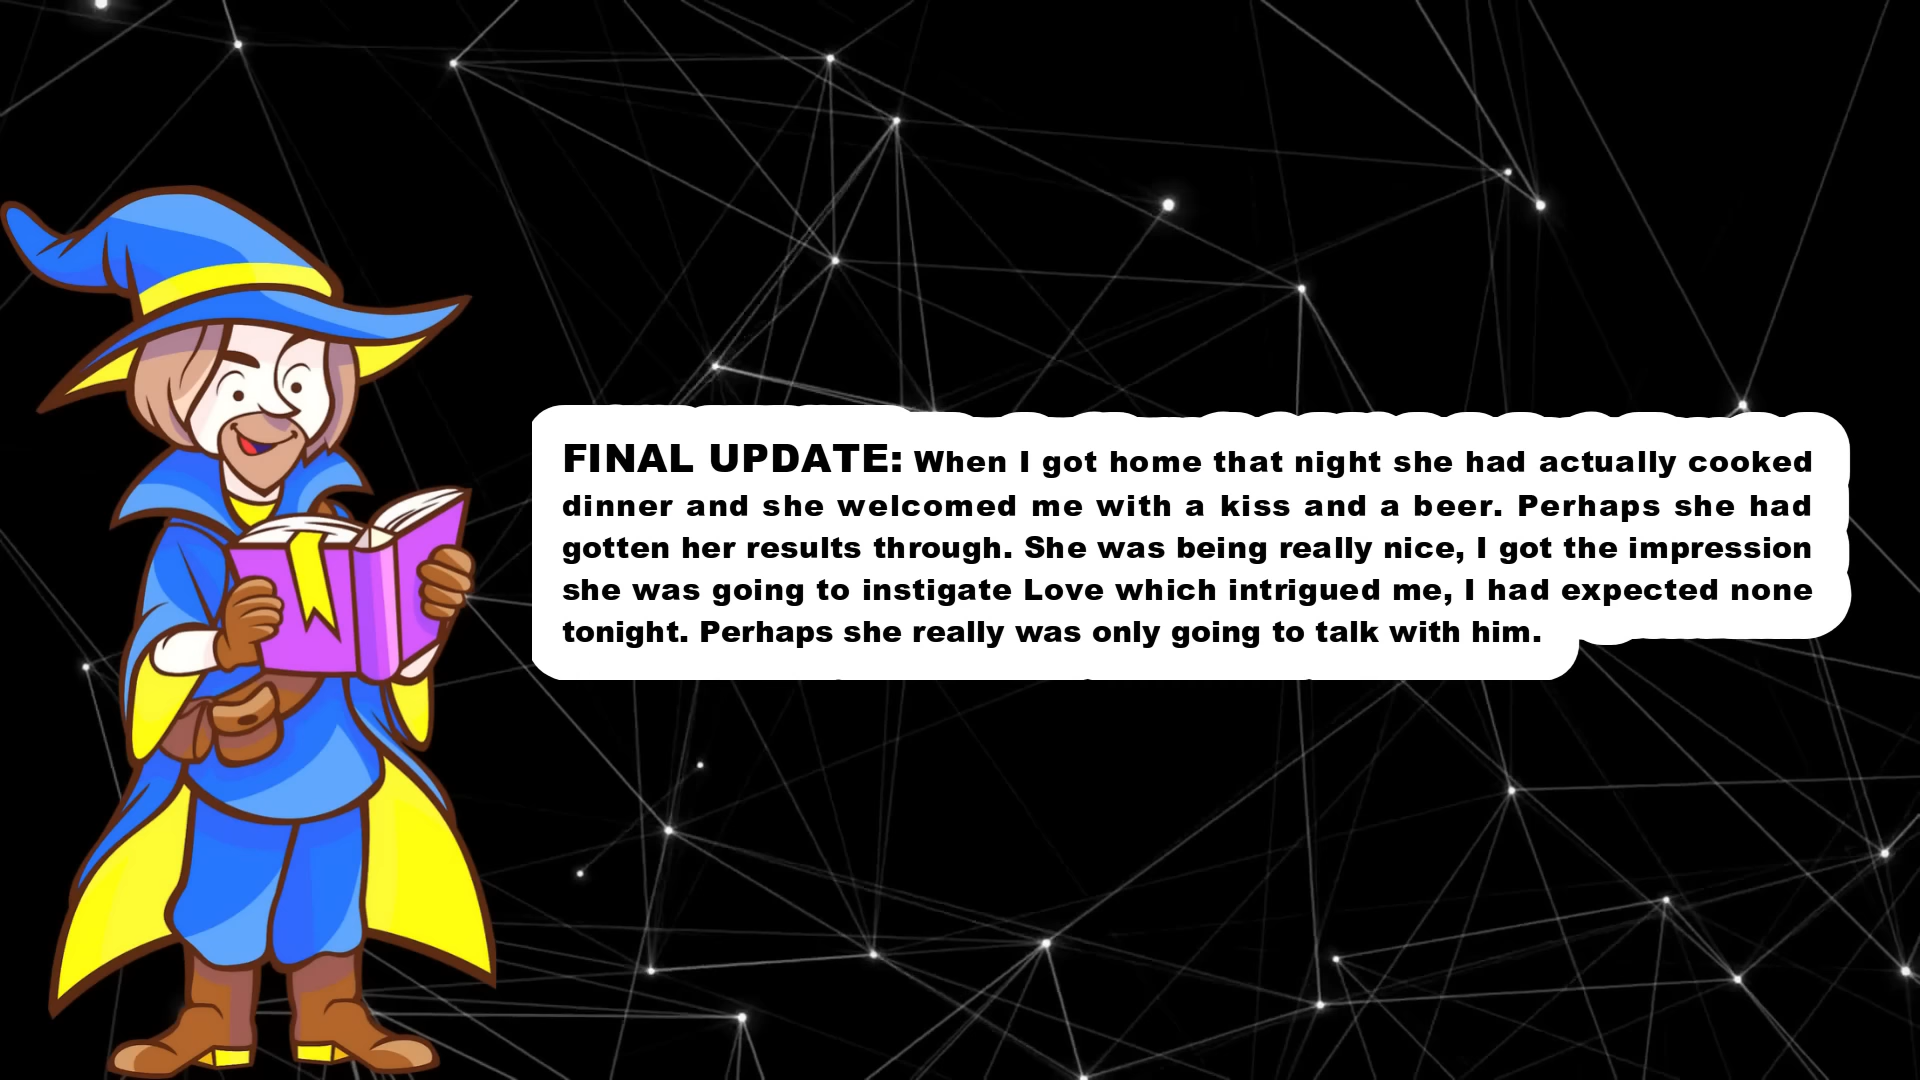 FINAL UPDATE: When I got home that night she had actually cooked
dinner and she welcomed me with a kiss and a beer. Perhaps she had
gotten her results through. She was being really nice, I got the impression
she was going to instigate Love which intrigued me, I had expected none
tonight. Perhaps she really was only going to talk with him.